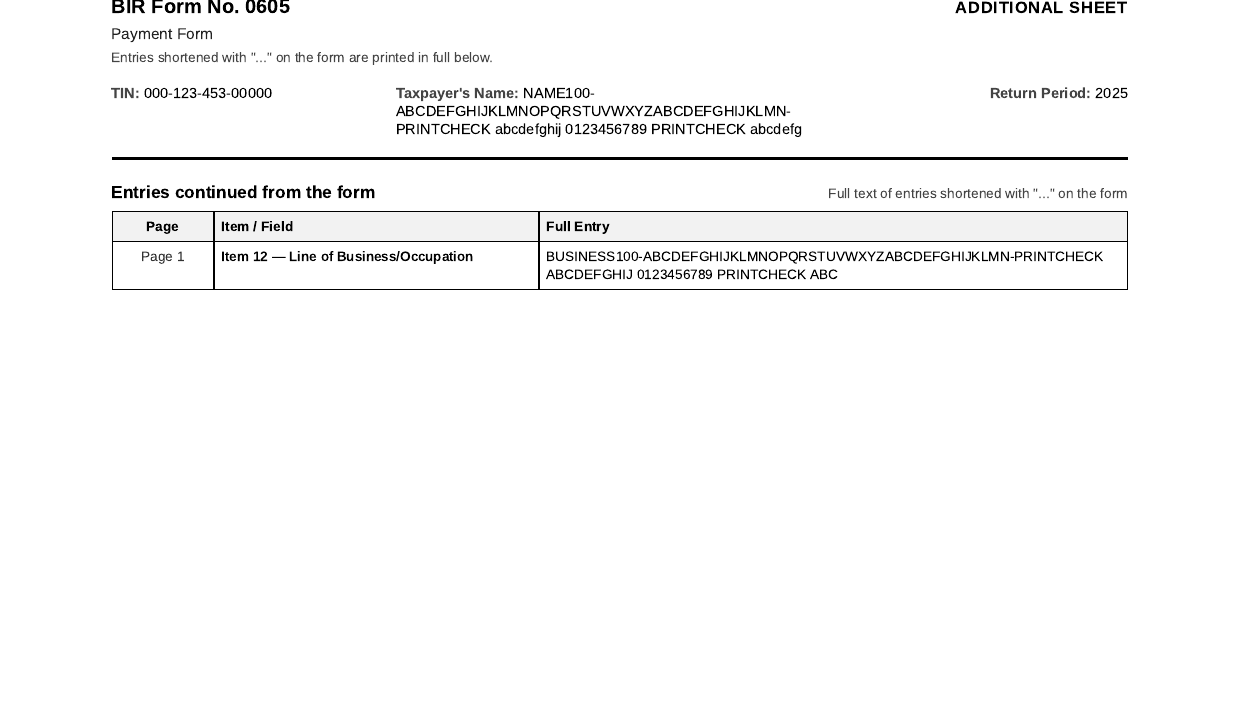 BIR Form No. 0605
ADDITIONAL SHEET
Payment Form
Entries shortened with "..." on the form are printed in full below.
TIN: 000-123-453-00000
Taxpayer's Name: NAME100-
ABCDEFGHIJKLMNOPQRSTUVWXYZABCDEFGHIJKLMN-
PRINTCHECK abcdefghij 0123456789 PRINTCHECK abcdefg
Return Period: 2025
Entries continued from the form
Full text of entries shortened with "..." on the form
Page
Item / Field
Full Entry
Page 1
Item 12 — Line of Business/Occupation
BUSINESS100-ABCDEFGHIJKLMNOPQRSTUVWXYZABCDEFGHIJKLMN-PRINTCHECK
ABCDEFGHIJ 0123456789 PRINTCHECK ABC